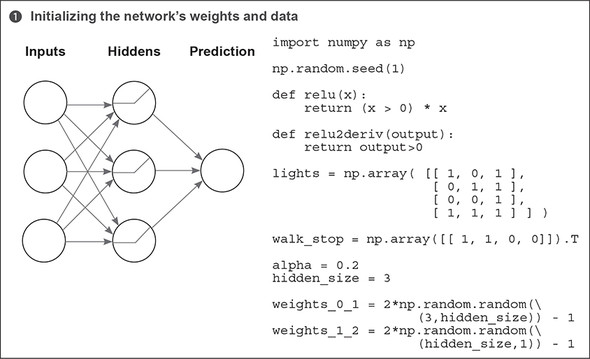 1 Initializing the network's weights and data
Inputs Hiddens Prediction
import numpy as np
np.random.seed(1)
def relu(x):
    return (x > 0) * x
def relu2deriv(output):
    return output>0
lights = np.array( [[ 1, 0, 1 ],
                    [ 0, 1, 1 ],
                    [ 0, 0, 1 ],
                    [ 1, 1, 1 ] ] )
walk_stop = np.array([[ 1, 1, 0, 0]]).T
alpha = 0.2
hidden_size = 3
weights_0_1 = 2*np.random.random(\
                  (3,hidden_size)) - 1
weights_1_2 = 2*np.random.random(\
                  (hidden_size,1)) - 1